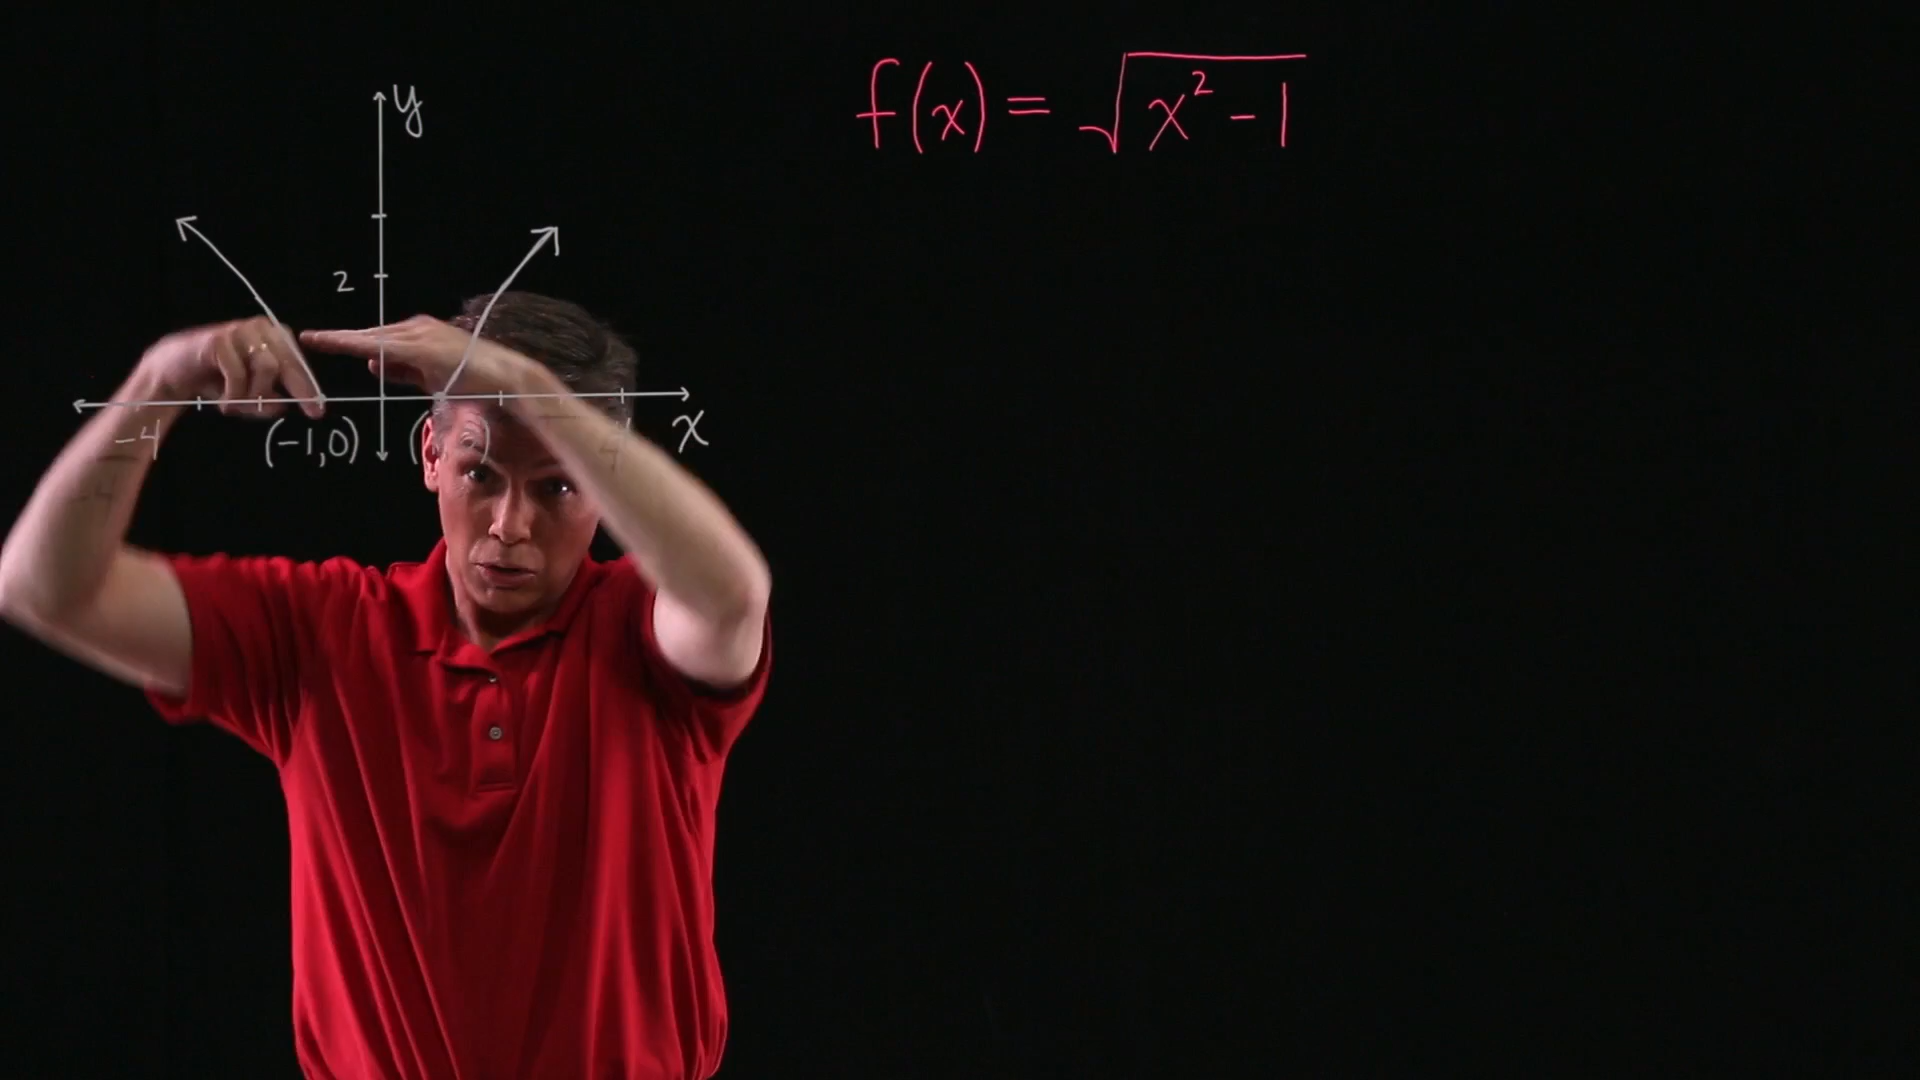 f(x) = √(x² - 1)
y
2
-4
(-1,0)
x